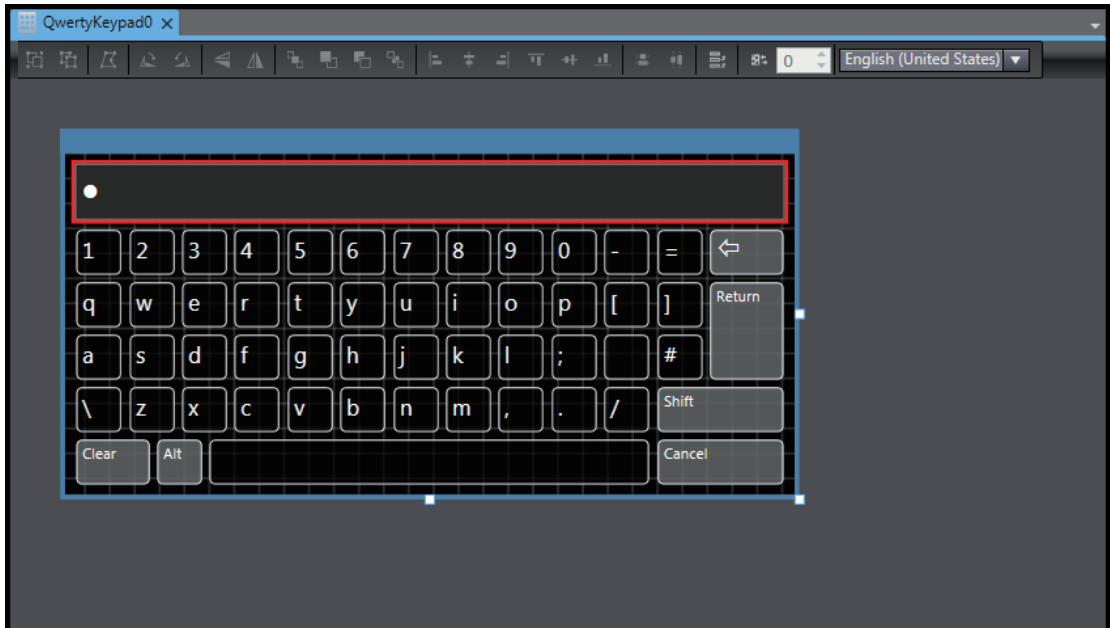 QwertyKeypad0
0 English (United States)
●
1 2 3 4 5 6 7 8 9 0 - =
q w e r t y u i o p [ ] Return
a s d f g h j k l ; #
\ z x c v b n m , . / Shift
Clear Alt Cancel